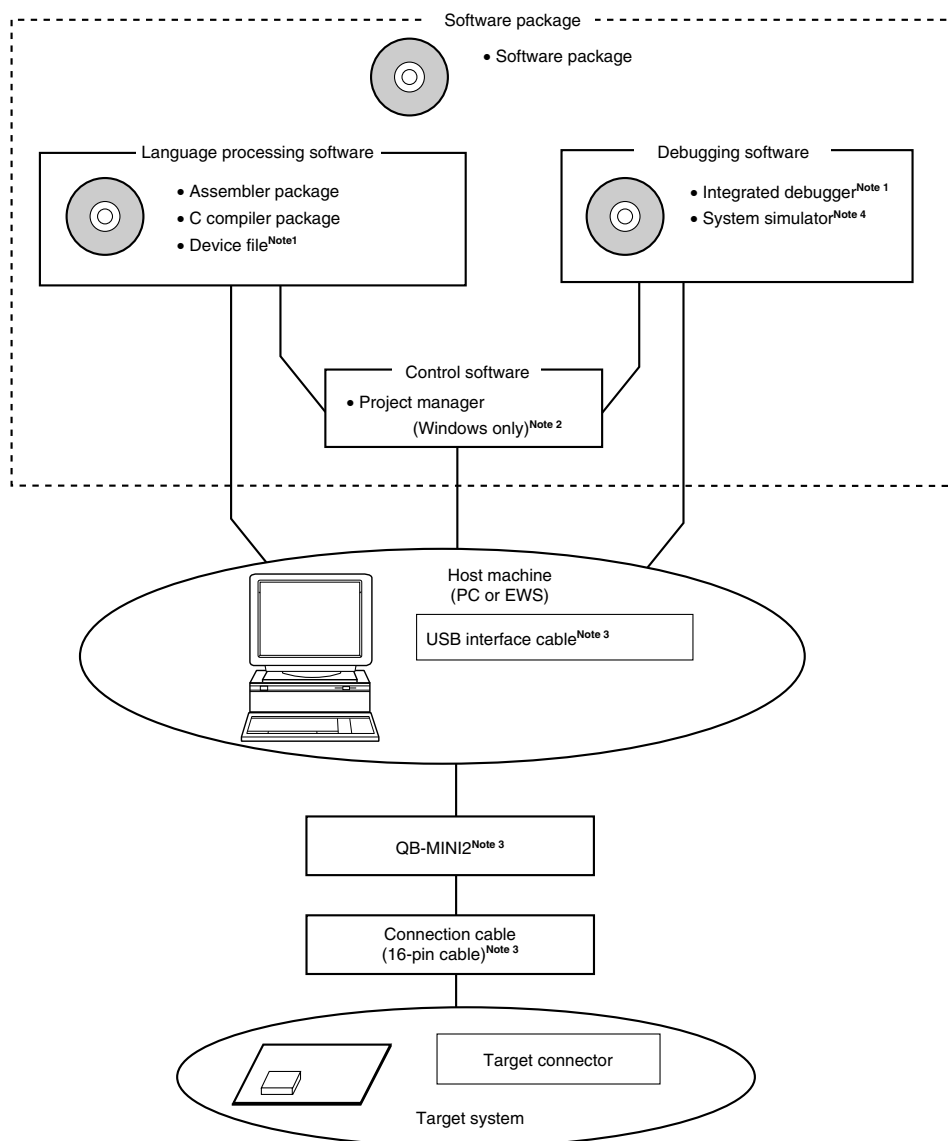 Software package
• Software package
Language processing software
• Assembler package
• C compiler package
• Device fileNote1
Debugging software
• Integrated debuggerNote 1
• System simulatorNote 4
Control software
• Project manager
(Windows only)Note 2
Host machine
(PC or EWS)
USB interface cableNote 3
QB-MINI2Note 3
Connection cable
(16-pin cable)Note 3
Target connector
Target system